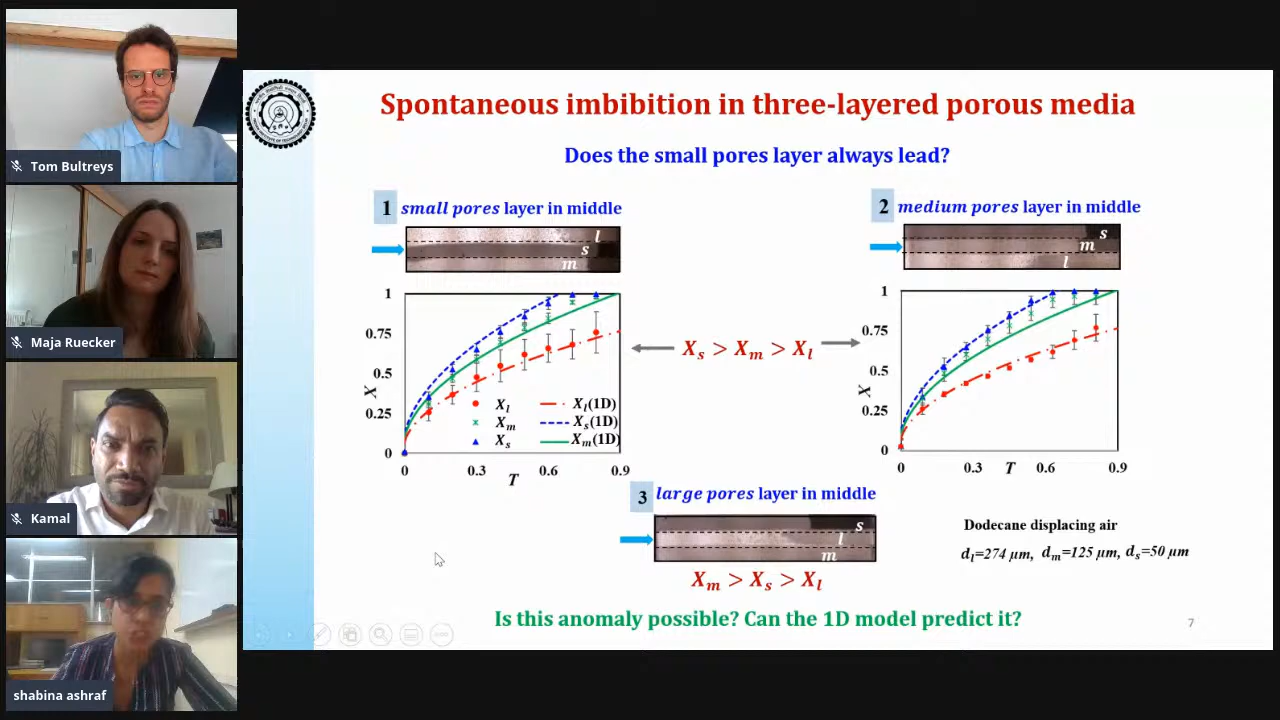 Tom Bultreys
Maja Ruecker
Kamal
shabina ashraf
Spontaneous imbibition in three-layered porous media
Does the small pores layer always lead?
1 small pores layer in middle
l
s
m
X
1
0.75
0.5
0.25
0
0 0.3 0.6 0.9
T
X_l X_l(1D)
X_m X_s(1D)
X_s X_m(1D)
X_s > X_m > X_l
2 medium pores layer in middle
s
m
l
X
1
0.75
0.5
0.25
0
0 0.3 0.6 0.9
T
3 large pores layer in middle
s
l
m
X_m > X_s > X_l
Dodecane displacing air
d_l=274 μm, d_m=125 μm, d_s=50 μm
Is this anomaly possible? Can the 1D model predict it?
7